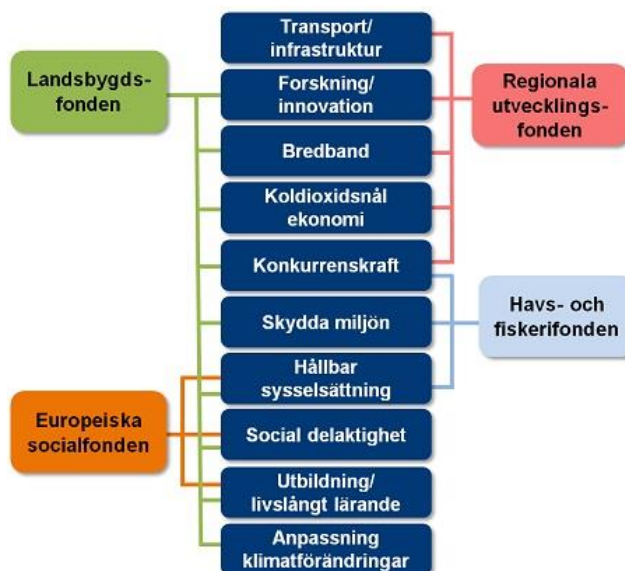 Landsbygds-
fonden
Europeiska
socialfonden
Transport/
infrastruktur
Forskning/
innovation
Bredband
Koldioxidsnål
ekonomi
Konkurrenskraft
Skydda miljön
Hållbar
sysselsättning
Social delaktighet
Utbildning/
livslångt lärande
Anpassning
klimatförändringar
Regionala
utvecklings-
fonden
Havs- och
fiskerifonden